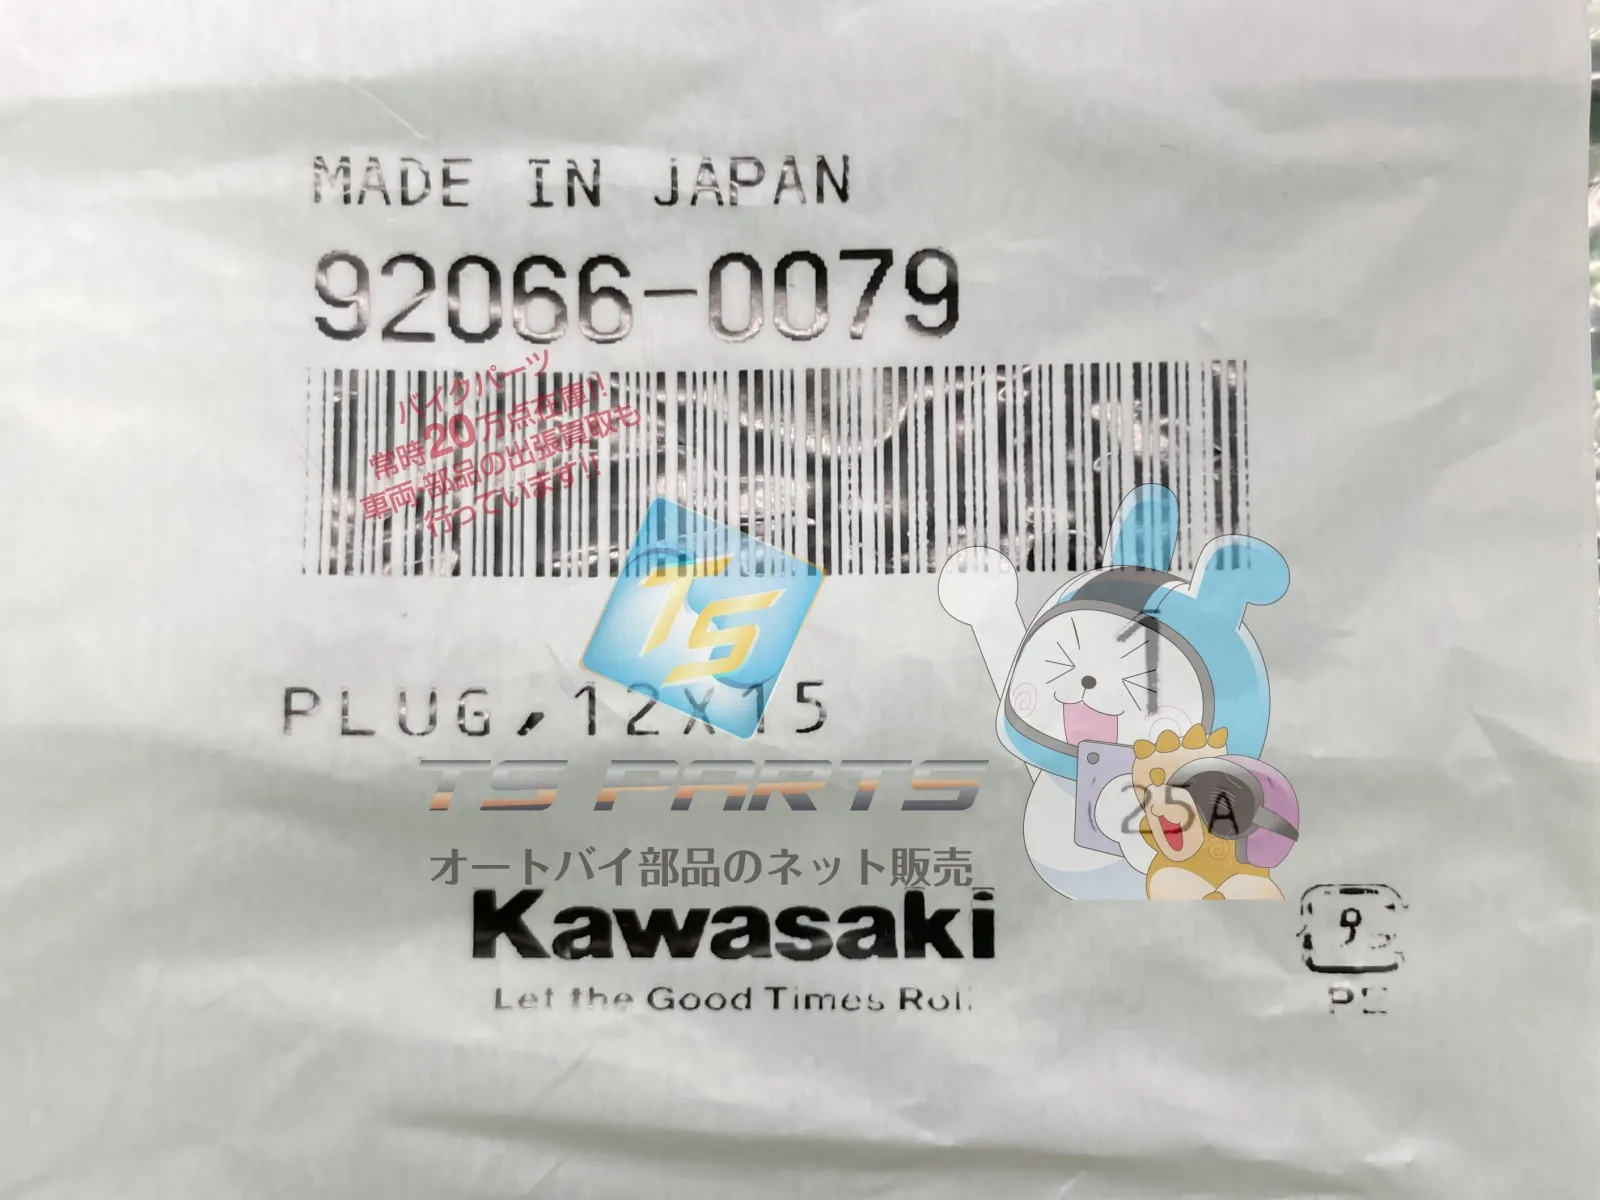 MADE IN JAPAN
92066-0079
バイクパーツ
常時20万点在庫!!
車両・部品の出張買取も
行っています!!
TS
1
PLUG,12X15
25A
TS PARTS
オートバイ部品のネット販売
Kawasaki
Let the Good Times Roll.
PE